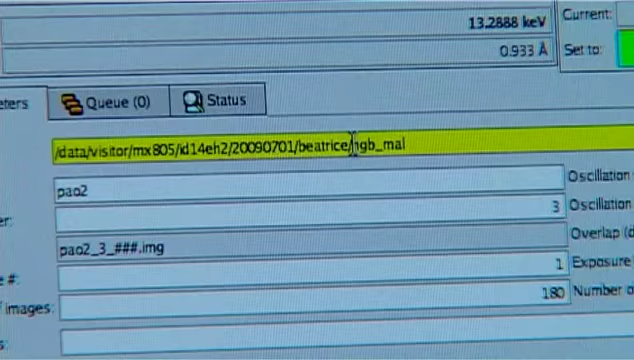 13.2888 keV
Current:
0.933 Å
Set to:
eters
Queue (0)
Status
/data/visitor/mx805/id14eh2/20090701/beatrice/hgb_mal
pao2
Oscillation
er:
3
Oscillation
pao2_3_###.img
Overlap (d
e #:
1
Exposure
f images:
180
Number o
s: